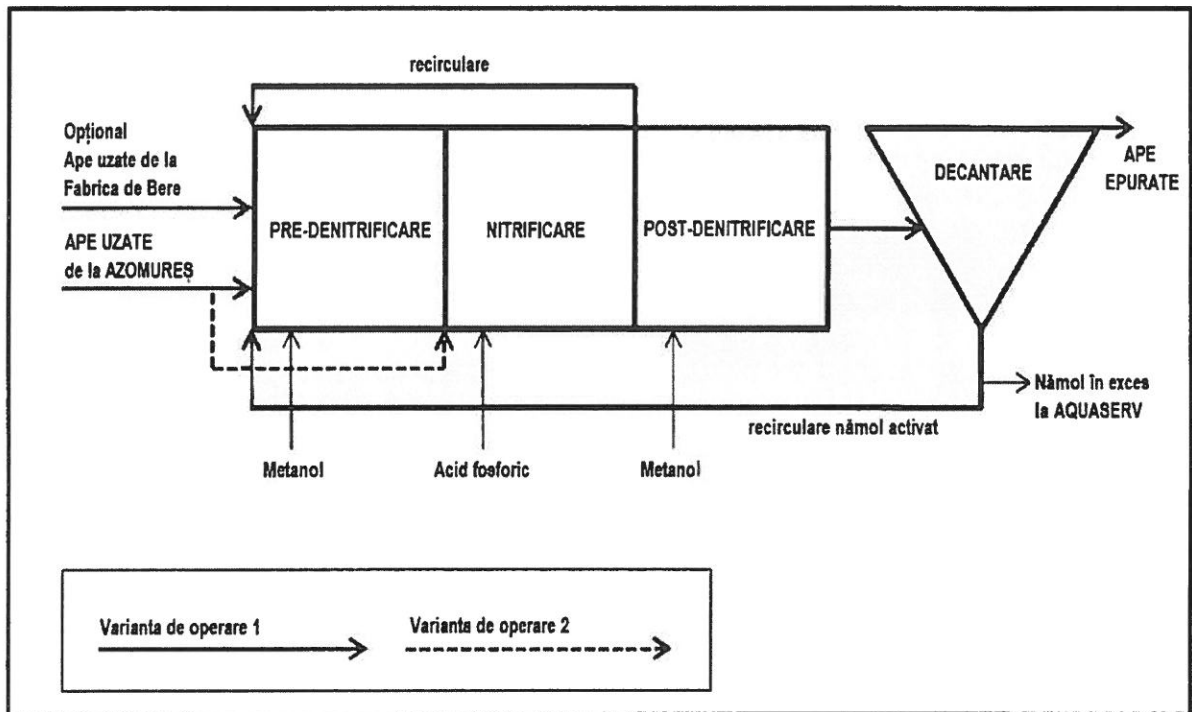 recirculare
Opțional
Ape uzate de la
Fabrica de Bere
APE UZATE
de la AZOMUREȘ
PRE-DENITRIFICARE
NITRIFICARE
POST-DENITRIFICARE
DECANTARE
APE
EPURATE
Nămol în exces
la AQUASERV
recirculare nămol activat
Metanol
Acid fosforic
Metanol
Varianta de operare 1
Varianta de operare 2